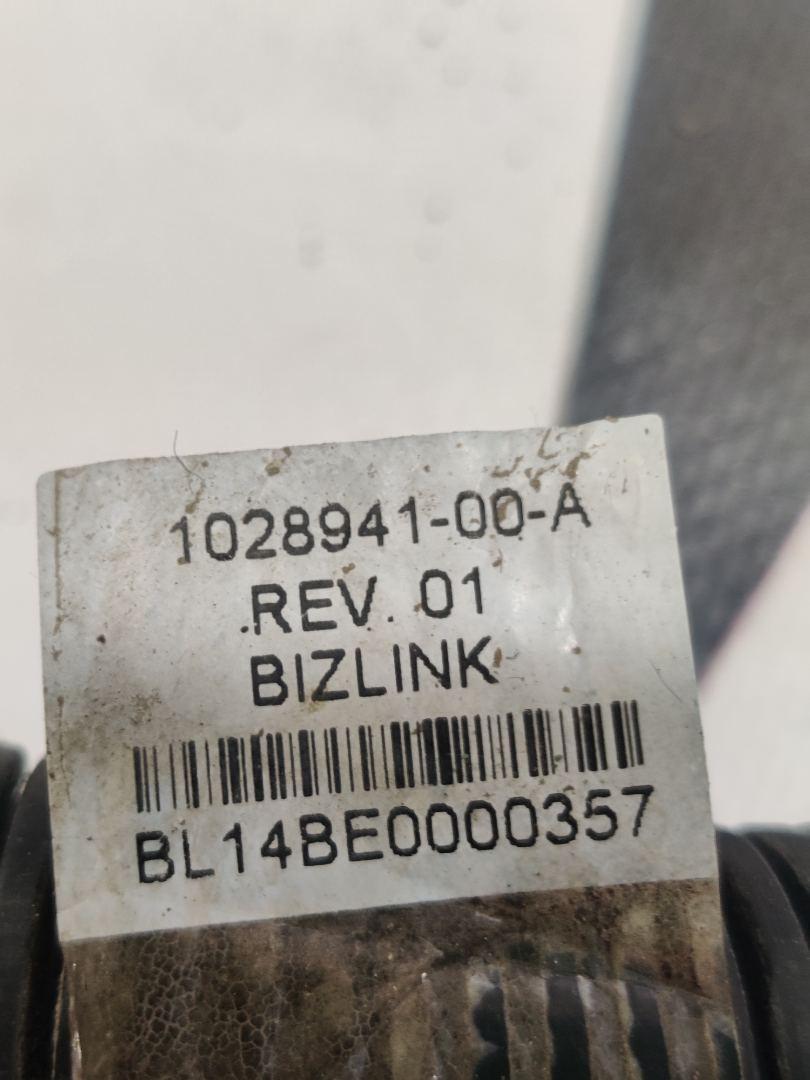 1028941-00-A
REV. 01
BIZLINK
BL14BE0000357